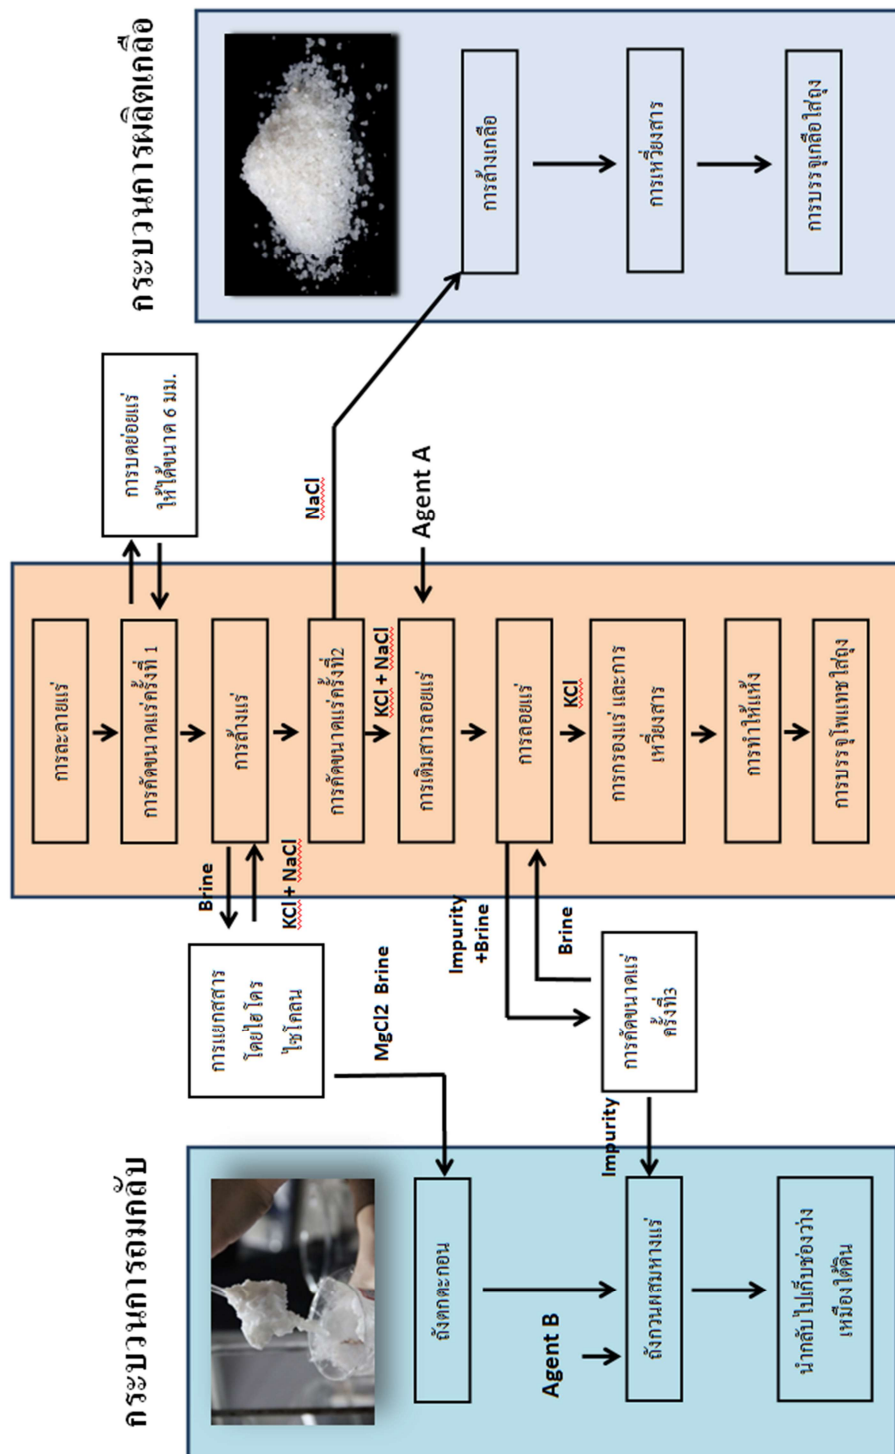 กระบวนการถมกลับ
ถังตกตะกอน
Agent B
ถังกวนผสมหางแร่
นำกลับไปเก็บช่องว่าง
เหมืองใต้ดิน
การแยกสสาร
โดยไฮโดร
ไซโคลน
MgCl2 Brine
การคัดขนาดแร่
ครั้งที่3
Impurity
Brine
KCl + NaCl
Impurity
+Brine
Brine
การละลายแร่
การคัดขนาดแร่ครั้งที่ 1
การล้างแร่
การคัดขนาดแร่ครั้งที่2
KCl + NaCl
การเติมสารลอยแร่
การลอยแร่
KCl
การกรองแร่ และการ
เหวี่ยงสาร
การทำให้แห้ง
การบรรจุโพแทชใส่ถุง
การบดย่อยแร่
ให้ได้ขนาด 6 มม.
NaCl
Agent A
กระบวนการผลิตเกลือ
การล้างเกลือ
การเหวี่ยงสาร
การบรรจุเกลือใส่ถุง